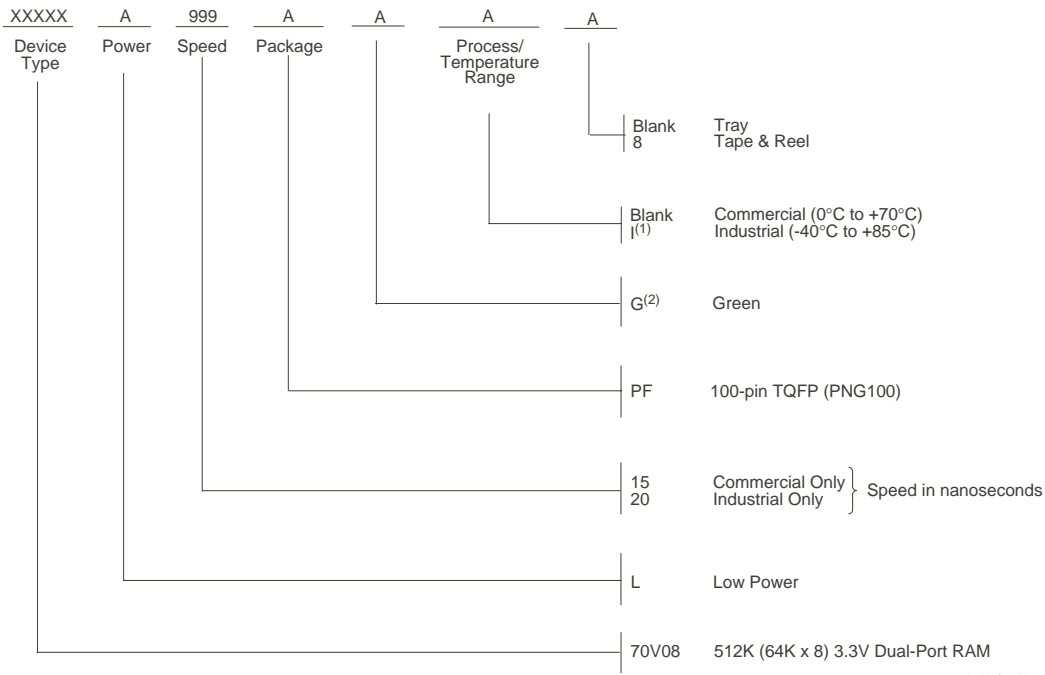 XXXXX A 999 A A A A
Device Type Power Speed Package Process/ Temperature Range
Blank Tray
8 Tape & Reel
Blank Commercial (0°C to +70°C)
I(1) Industrial (-40°C to +85°C)
G(2) Green
PF 100-pin TQFP (PNG100)
15 Commercial Only
20 Industrial Only
Speed in nanoseconds
L Low Power
70V08 512K (64K x 8) 3.3V Dual-Port RAM